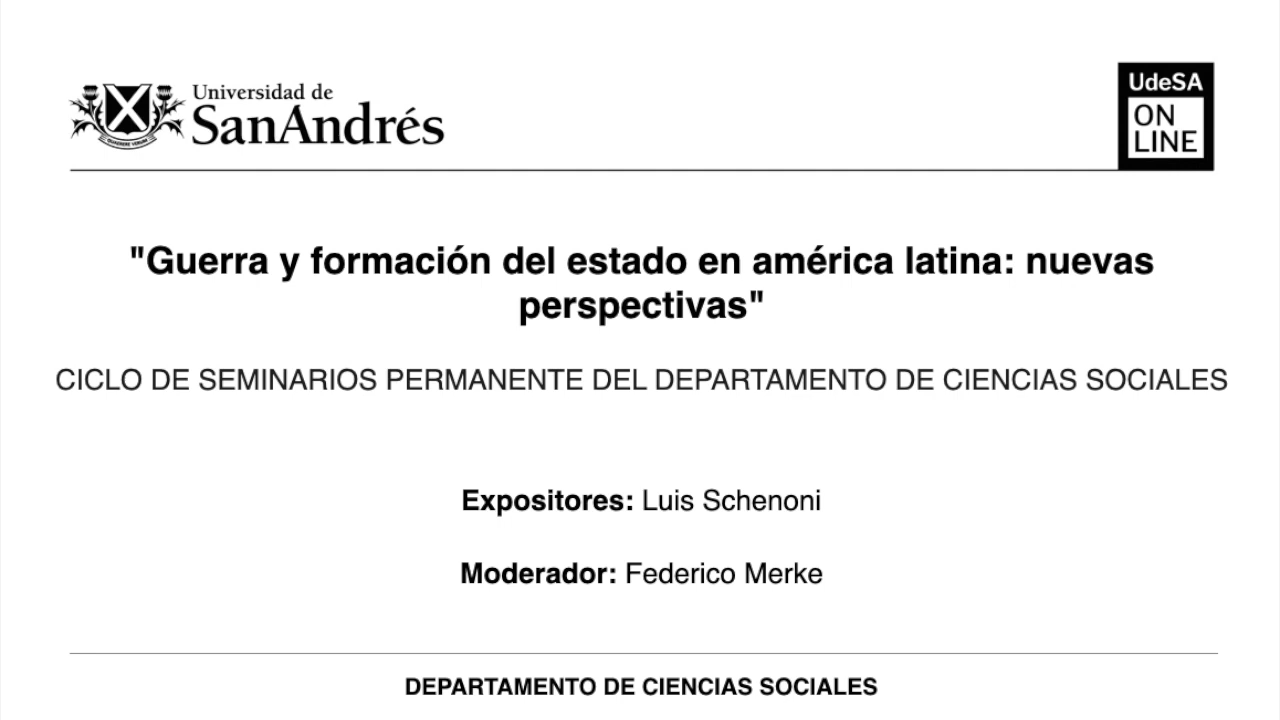 Universidad de
SanAndrés
UdeSA
ON
LINE
"Guerra y formación del estado en américa latina: nuevas
perspectivas"
CICLO DE SEMINARIOS PERMANENTE DEL DEPARTAMENTO DE CIENCIAS SOCIALES
Expositores: Luis Schenoni
Moderador: Federico Merke
DEPARTAMENTO DE CIENCIAS SOCIALES